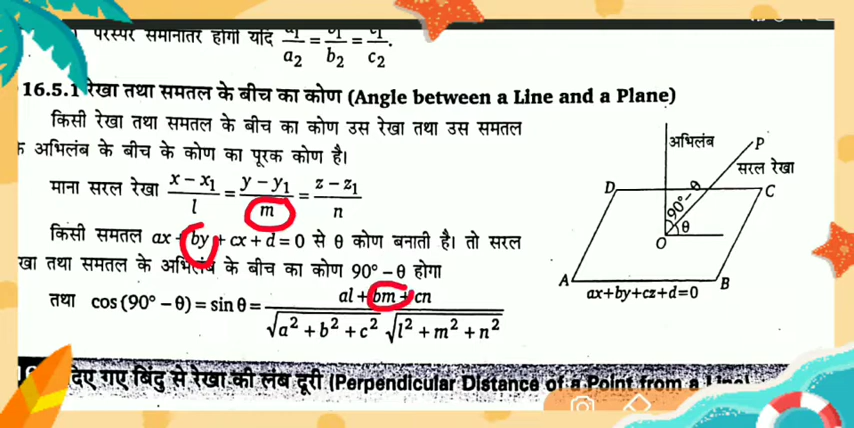 परस्पर समानांतर होगी यदि a₁/a₂ = b₁/b₂ = c₁/c₂.
16.5.1 रेखा तथा समतल के बीच का कोण (Angle between a Line and a Plane)
किसी रेखा तथा समतल के बीच का कोण उस रेखा तथा उस समतल
के अभिलंब के बीच के कोण का पूरक कोण है।
माना सरल रेखा (x – x₁)/l = (y – y₁)/m = (z – z₁)/n
किसी समतल ax + by + cx + d = 0 से θ कोण बनाती है। तो सरल
खा तथा समतल के अभिलंब के बीच का कोण 90° – θ होगा
तथा cos (90° – θ) = sin θ = (al + bm + cn)/(√(a² + b² + c²) √(l² + m² + n²))
अभिलंब
P
सरल रेखा
D
C
90° – θ
θ
O
A
B
ax+by+cz+d=0
दिए गए बिंदु से रेखा की लंब दूरी (Perpendicular Distance of a Point from a Line)